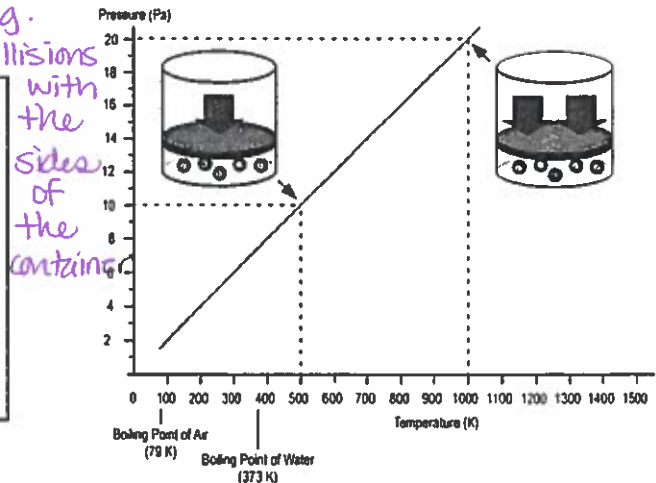 g.
llisions
with
the
sides
of
the
container
Pressure (Pa)
20
18
16
14
12
10
8
6
4
2
0 100 200 300 400 500 600 700 800 900 1000 1100 1200 1300 1400 1500
Temperature (K)
Boiling Point of Air
(79 K)
Boiling Point of Water
(373 K)